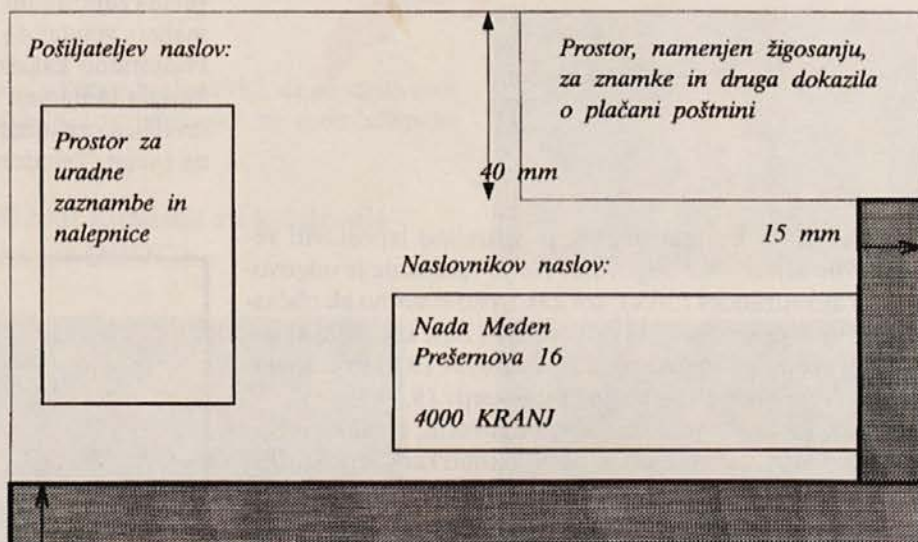 Pošiljateljev naslov:
Prostor za
uradne
zaznambe in
nalepnice
Prostor, namenjen žigosanju,
za znamke in druga dokazila
o plačani poštnini
40 mm
15 mm
Naslovnikov naslov:
Nada Meden
Prešernova 16
4000 KRANJ